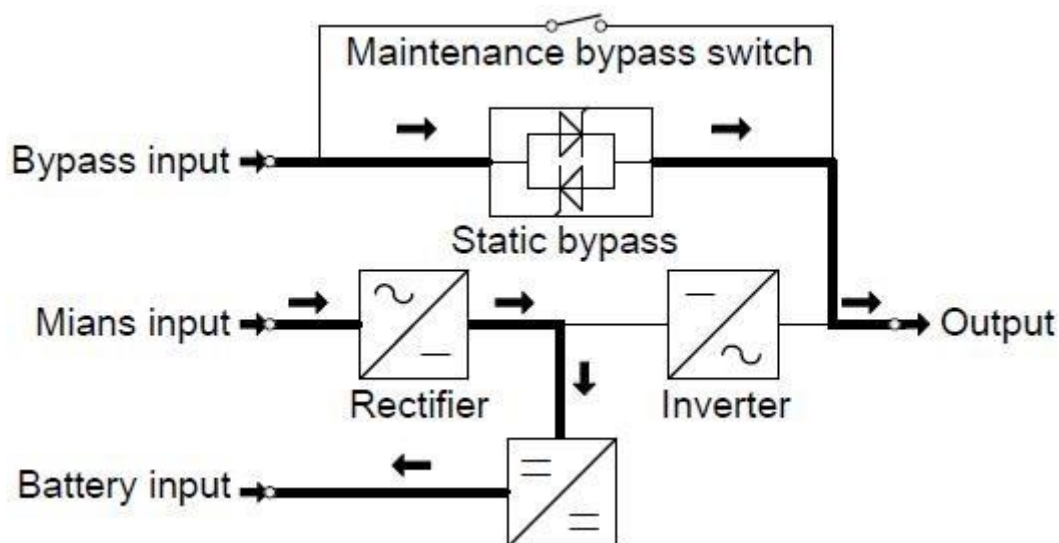 Maintenance bypass switch
Bypass input
Static bypass
Mians input
Output
Rectifier
Inverter
Battery input